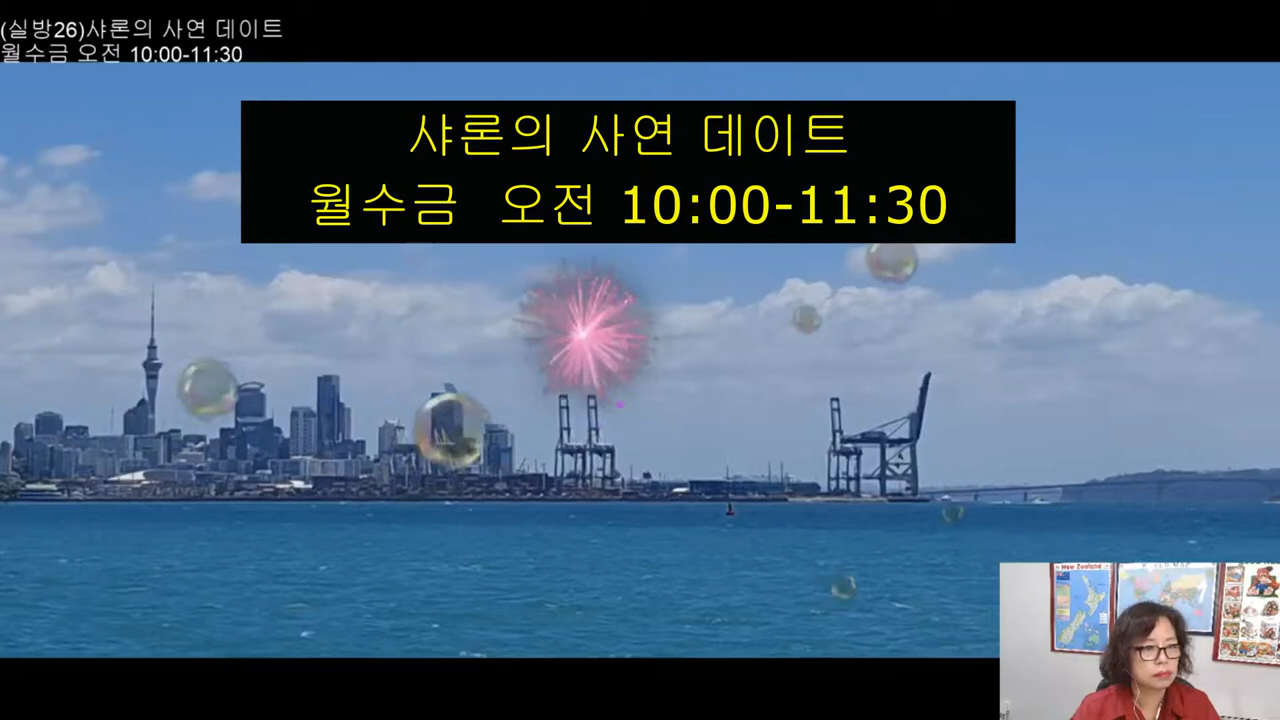 (실방26)샤론의 사연 데이트
월수금 오전 10:00-11:30
샤론의 사연 데이트
월수금 오전 10:00-11:30
New Zealand